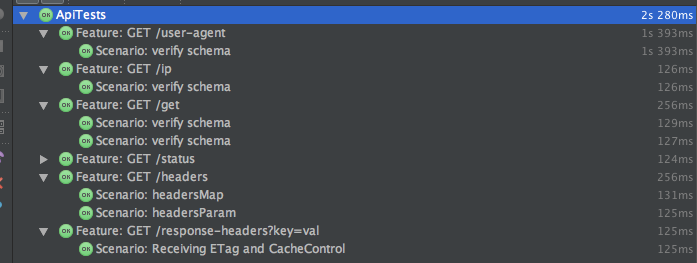 OK ApiTests 2s 280ms
OK Feature: GET /user-agent 1s 393ms
OK Scenario: verify schema 1s 393ms
OK Feature: GET /ip 126ms
OK Scenario: verify schema 126ms
OK Feature: GET /get 256ms
OK Scenario: verify schema 129ms
OK Scenario: verify schema 127ms
OK Feature: GET /status 124ms
OK Feature: GET /headers 256ms
OK Scenario: headersMap 131ms
OK Scenario: headersParam 125ms
OK Feature: GET /response-headers?key=val 125ms
OK Scenario: Receiving ETag and CacheControl 125ms